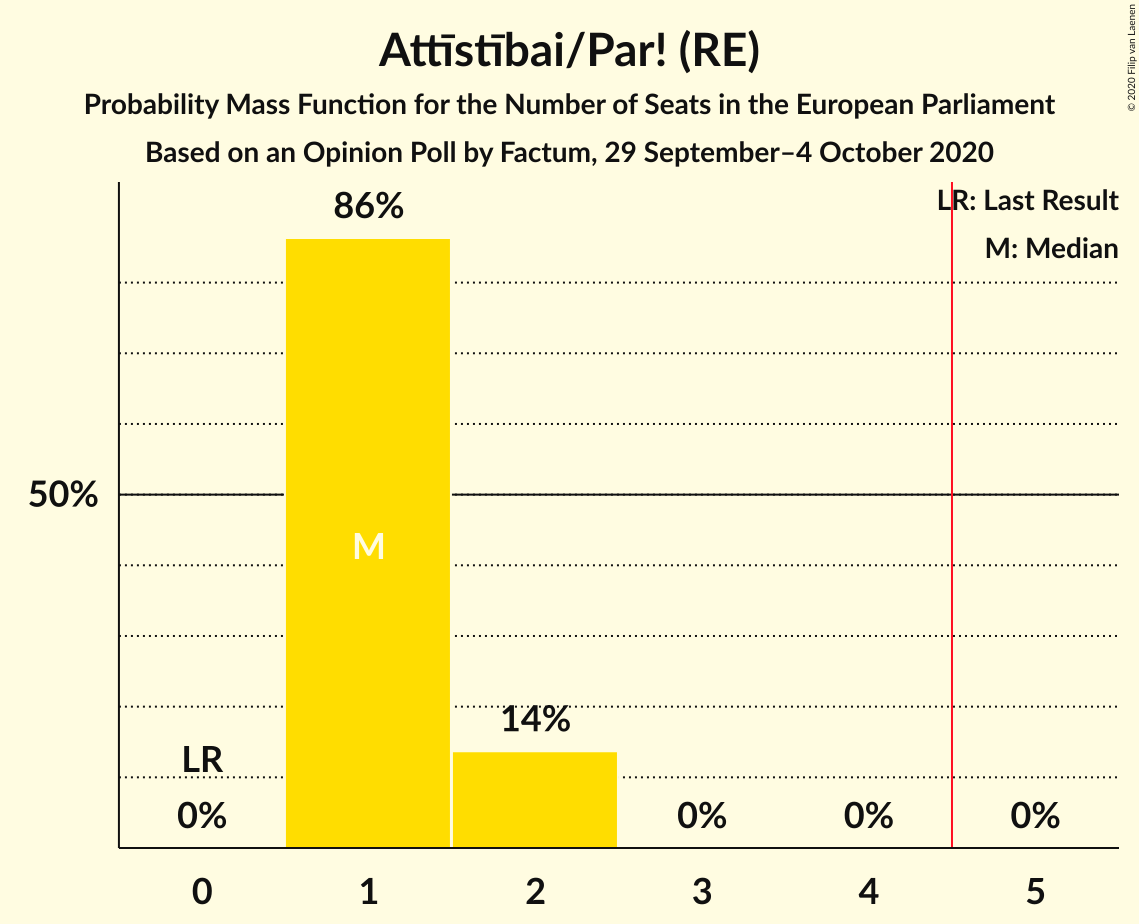 Attīstībai/Par! (RE)
Probability Mass Function for the Number of Seats in the European Parliament
Based on an Opinion Poll by Factum, 29 September–4 October 2020
© 2020 Filip van Laenen
LR: Last Result
M: Median
86%
50%
M
14%
LR
0%
0%
0%
0%
0
1
2
3
4
5